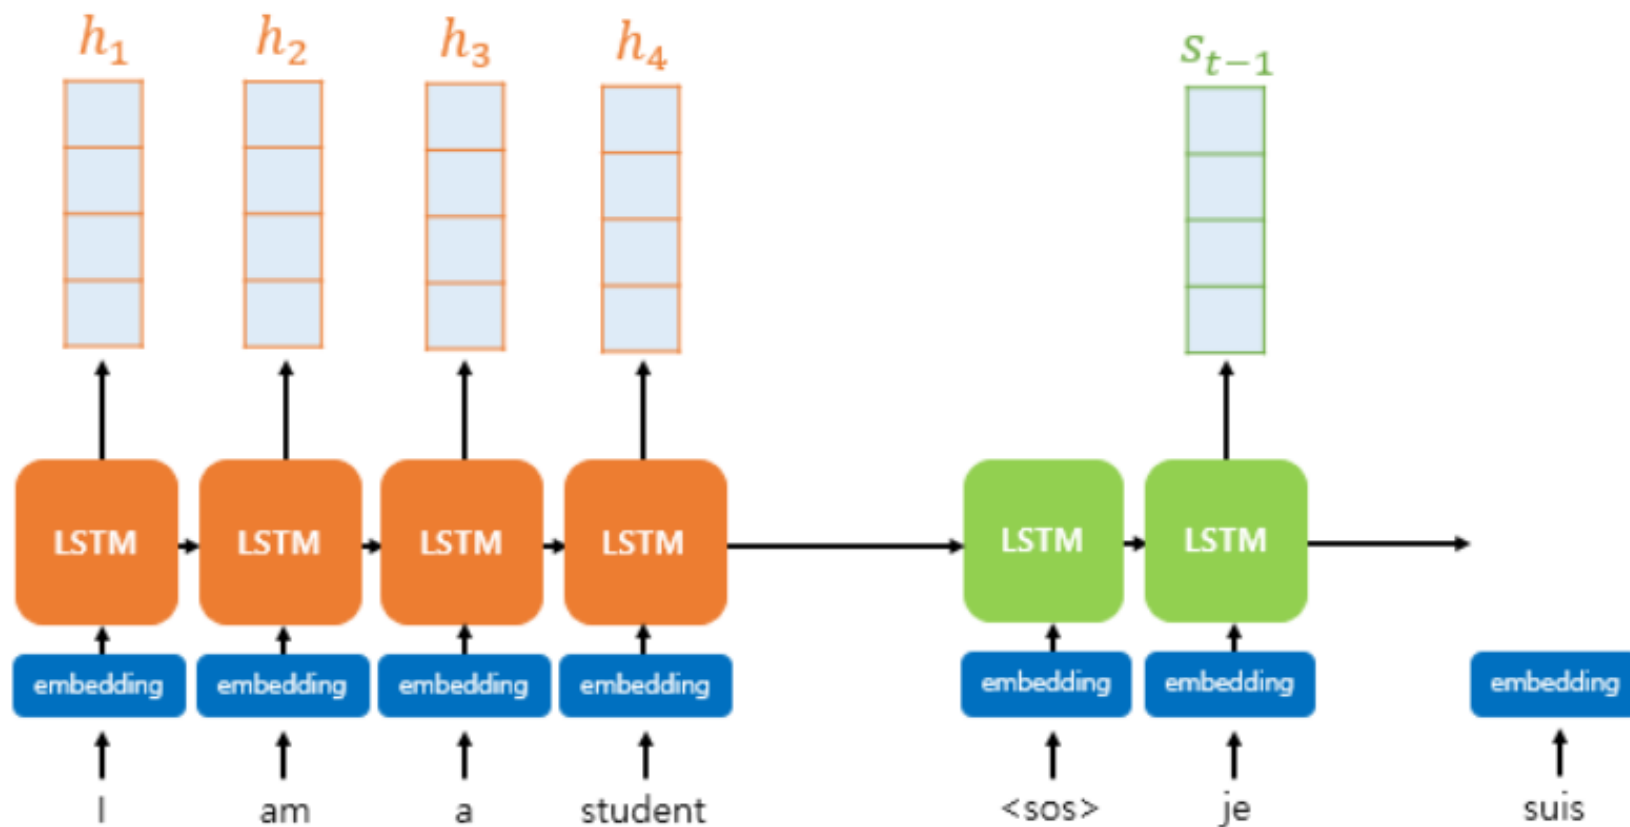 h₁ h₂ h₃ h₄ sₜ₋₁
LSTM LSTM LSTM LSTM LSTM LSTM
embedding embedding embedding embedding embedding embedding embedding
I am a student <sos> je suis